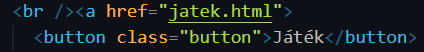 <br /><a href="jatek.html">
<button class="button">Játék</button>